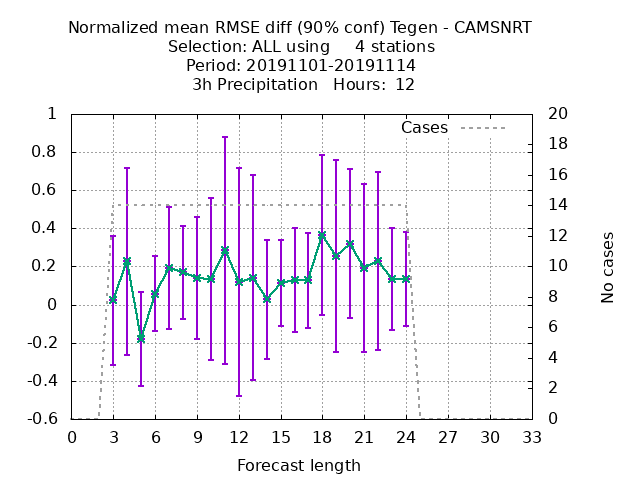 Normalized mean RMSE diff (90% conf) Tegen - CAMSNRT
Selection: ALL using     4 stations
Period: 20191101-20191114
3h Precipitation   Hours:  12
Cases
1
0.8
0.6
0.4
0.2
0
-0.2
-0.4
-0.6
20
18
16
14
12
10
8
6
4
2
0
No cases
0 3 6 9 12 15 18 21 24 27 30 33
Forecast length